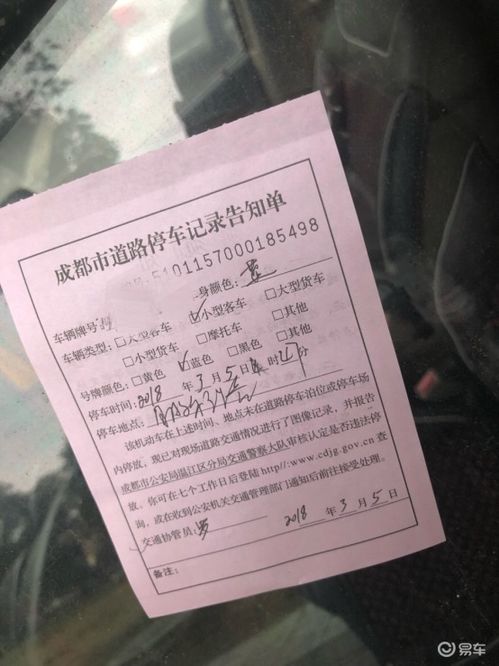 成都市道路停车记录告知单
5101157000185498
车辆牌号 身颜色：
车辆类型：□大型客车 ☑小型客车 □大型货车
□小型货车 □摩托车 □其他
号牌颜色：□黄色 ☑蓝色 □黑色 □其他
停车时间：2018 年 3 月 5 日 时 分
停车地点：
该机动车在上述时间、地点未在道路停车泊位或停车场
内停放，现已对现场道路交通情况进行了图像记录，并报告
成都市公安局温江区分局交通警察大队审核认定是否违法停
放。你可在七个工作日后登陆 http//:www.cdjg.gov.cn 查
询，或在收到公安机关交通管理部门通知后前往接受处理。
交通协管员：罗
2018 年 3 月 5 日
备注：
易车